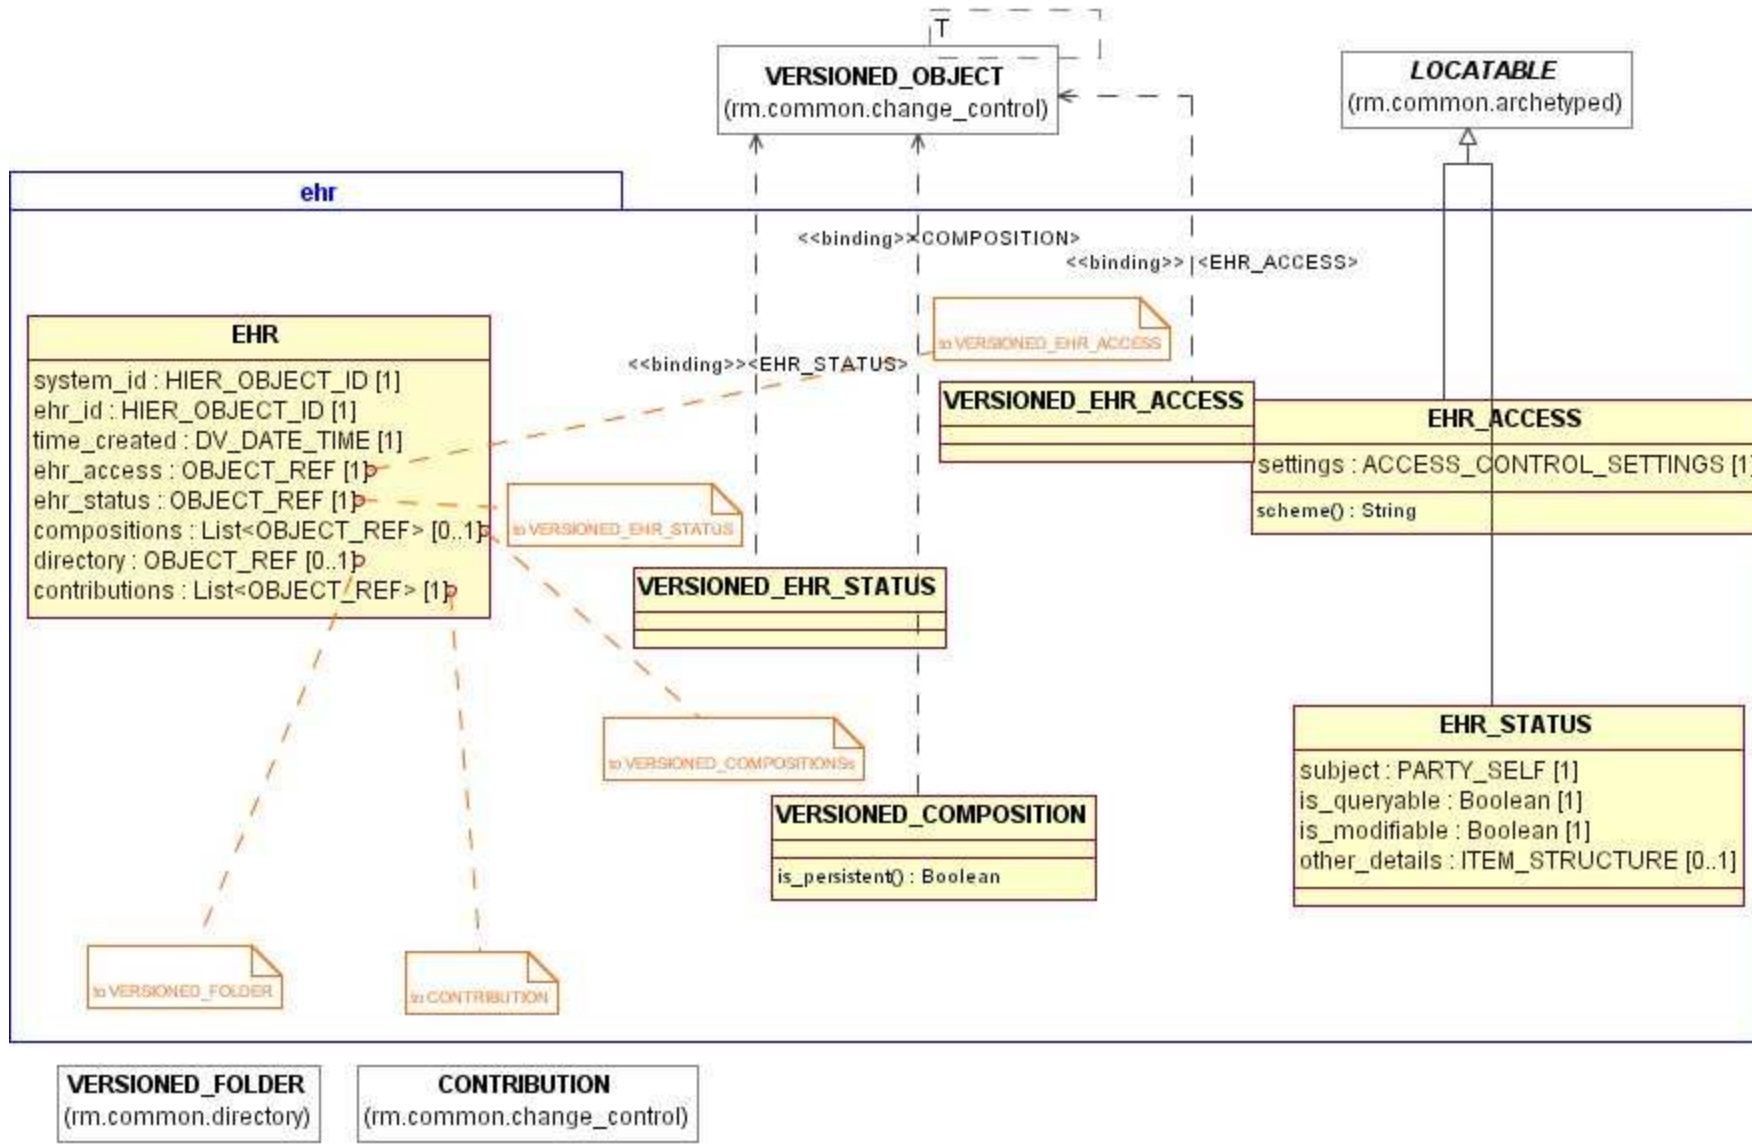 T
VERSIONED_OBJECT
(rm.common.change_control)
LOCATABLE
(rm.common.archetyped)
ehr
<<binding>> <COMPOSITION>
<<binding>> <EHR_ACCESS>
EHR
system_id : HIER_OBJECT_ID [1]
ehr_id : HIER_OBJECT_ID [1]
time_created : DV_DATE_TIME [1]
ehr_access : OBJECT_REF [1]
ehr_status : OBJECT_REF [1]
compositions : List<OBJECT_REF> [0..1]
directory : OBJECT_REF [0..1]
contributions : List<OBJECT_REF> [1]
to VERSIONED_EHR_ACCESS
<<binding>> <EHR_STATUS>
VERSIONED_EHR_ACCESS
EHR_ACCESS
settings : ACCESS_CONTROL_SETTINGS [1]
scheme() : String
to VERSIONED_EHR_STATUS
VERSIONED_EHR_STATUS
to VERSIONED_COMPOSITIONSs
VERSIONED_COMPOSITION
is_persistent() : Boolean
EHR_STATUS
subject : PARTY_SELF [1]
is_queryable : Boolean [1]
is_modifiable : Boolean [1]
other_details : ITEM_STRUCTURE [0..1]
to VERSIONED_FOLDER
to CONTRIBUTION
VERSIONED_FOLDER
(rm.common.directory)
CONTRIBUTION
(rm.common.change_control)